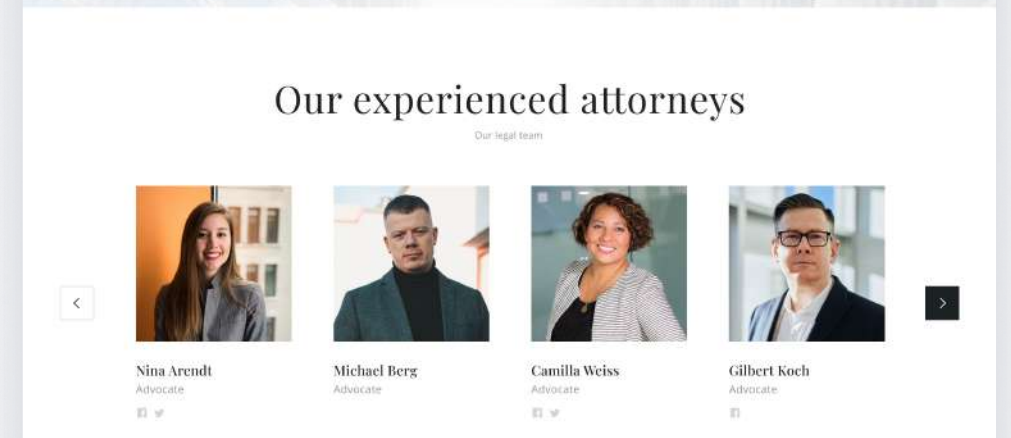 Our experienced attorneys
Our legal team
Nina Arendt
Advocate
Michael Berg
Advocate
Camilla Weiss
Advocate
Gilbert Koch
Advocate